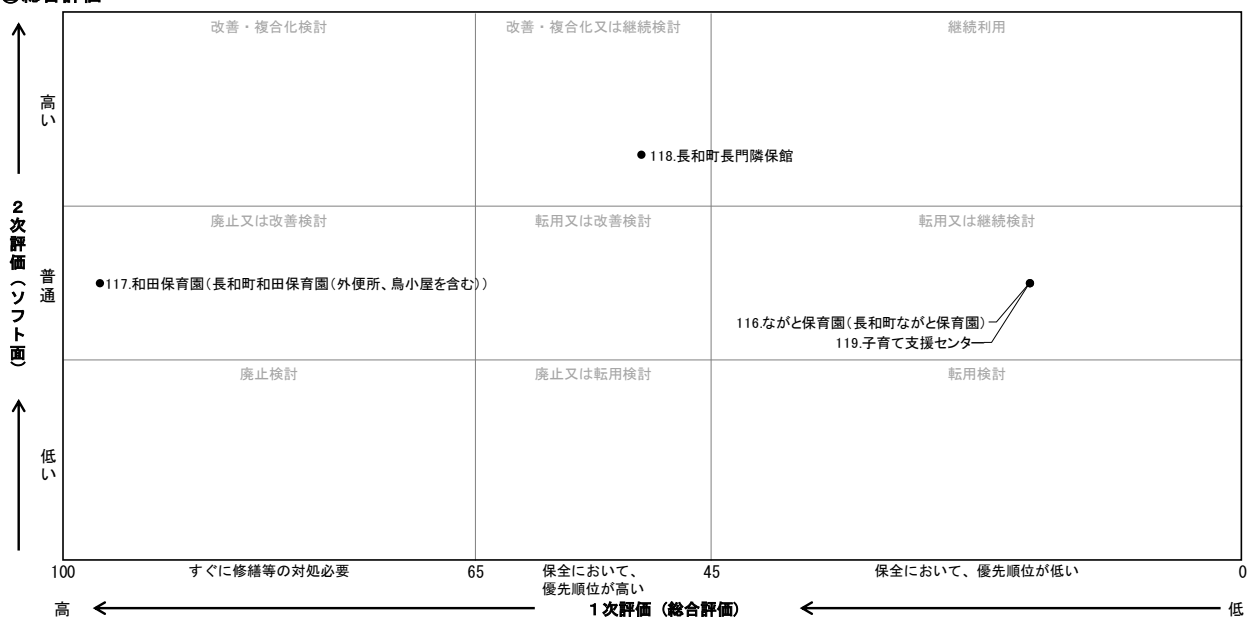 総合評価
改善・複合化検討
改善・複合化又は継続検討
継続利用
高い
118.長和町長門隣保館
廃止又は改善検討
転用又は改善検討
転用又は継続検討
2次評価（ソフト面）
普通
117.和田保育園（長和町和田保育園（外便所、鳥小屋を含む））
116.ながと保育園（長和町ながと保育園）
119.子育て支援センター
廃止検討
廃止又は転用検討
転用検討
低い
100
すぐに修繕等の対処必要
65
保全において、
優先順位が高い
45
保全において、優先順位が低い
0
高
1次評価（総合評価）
低